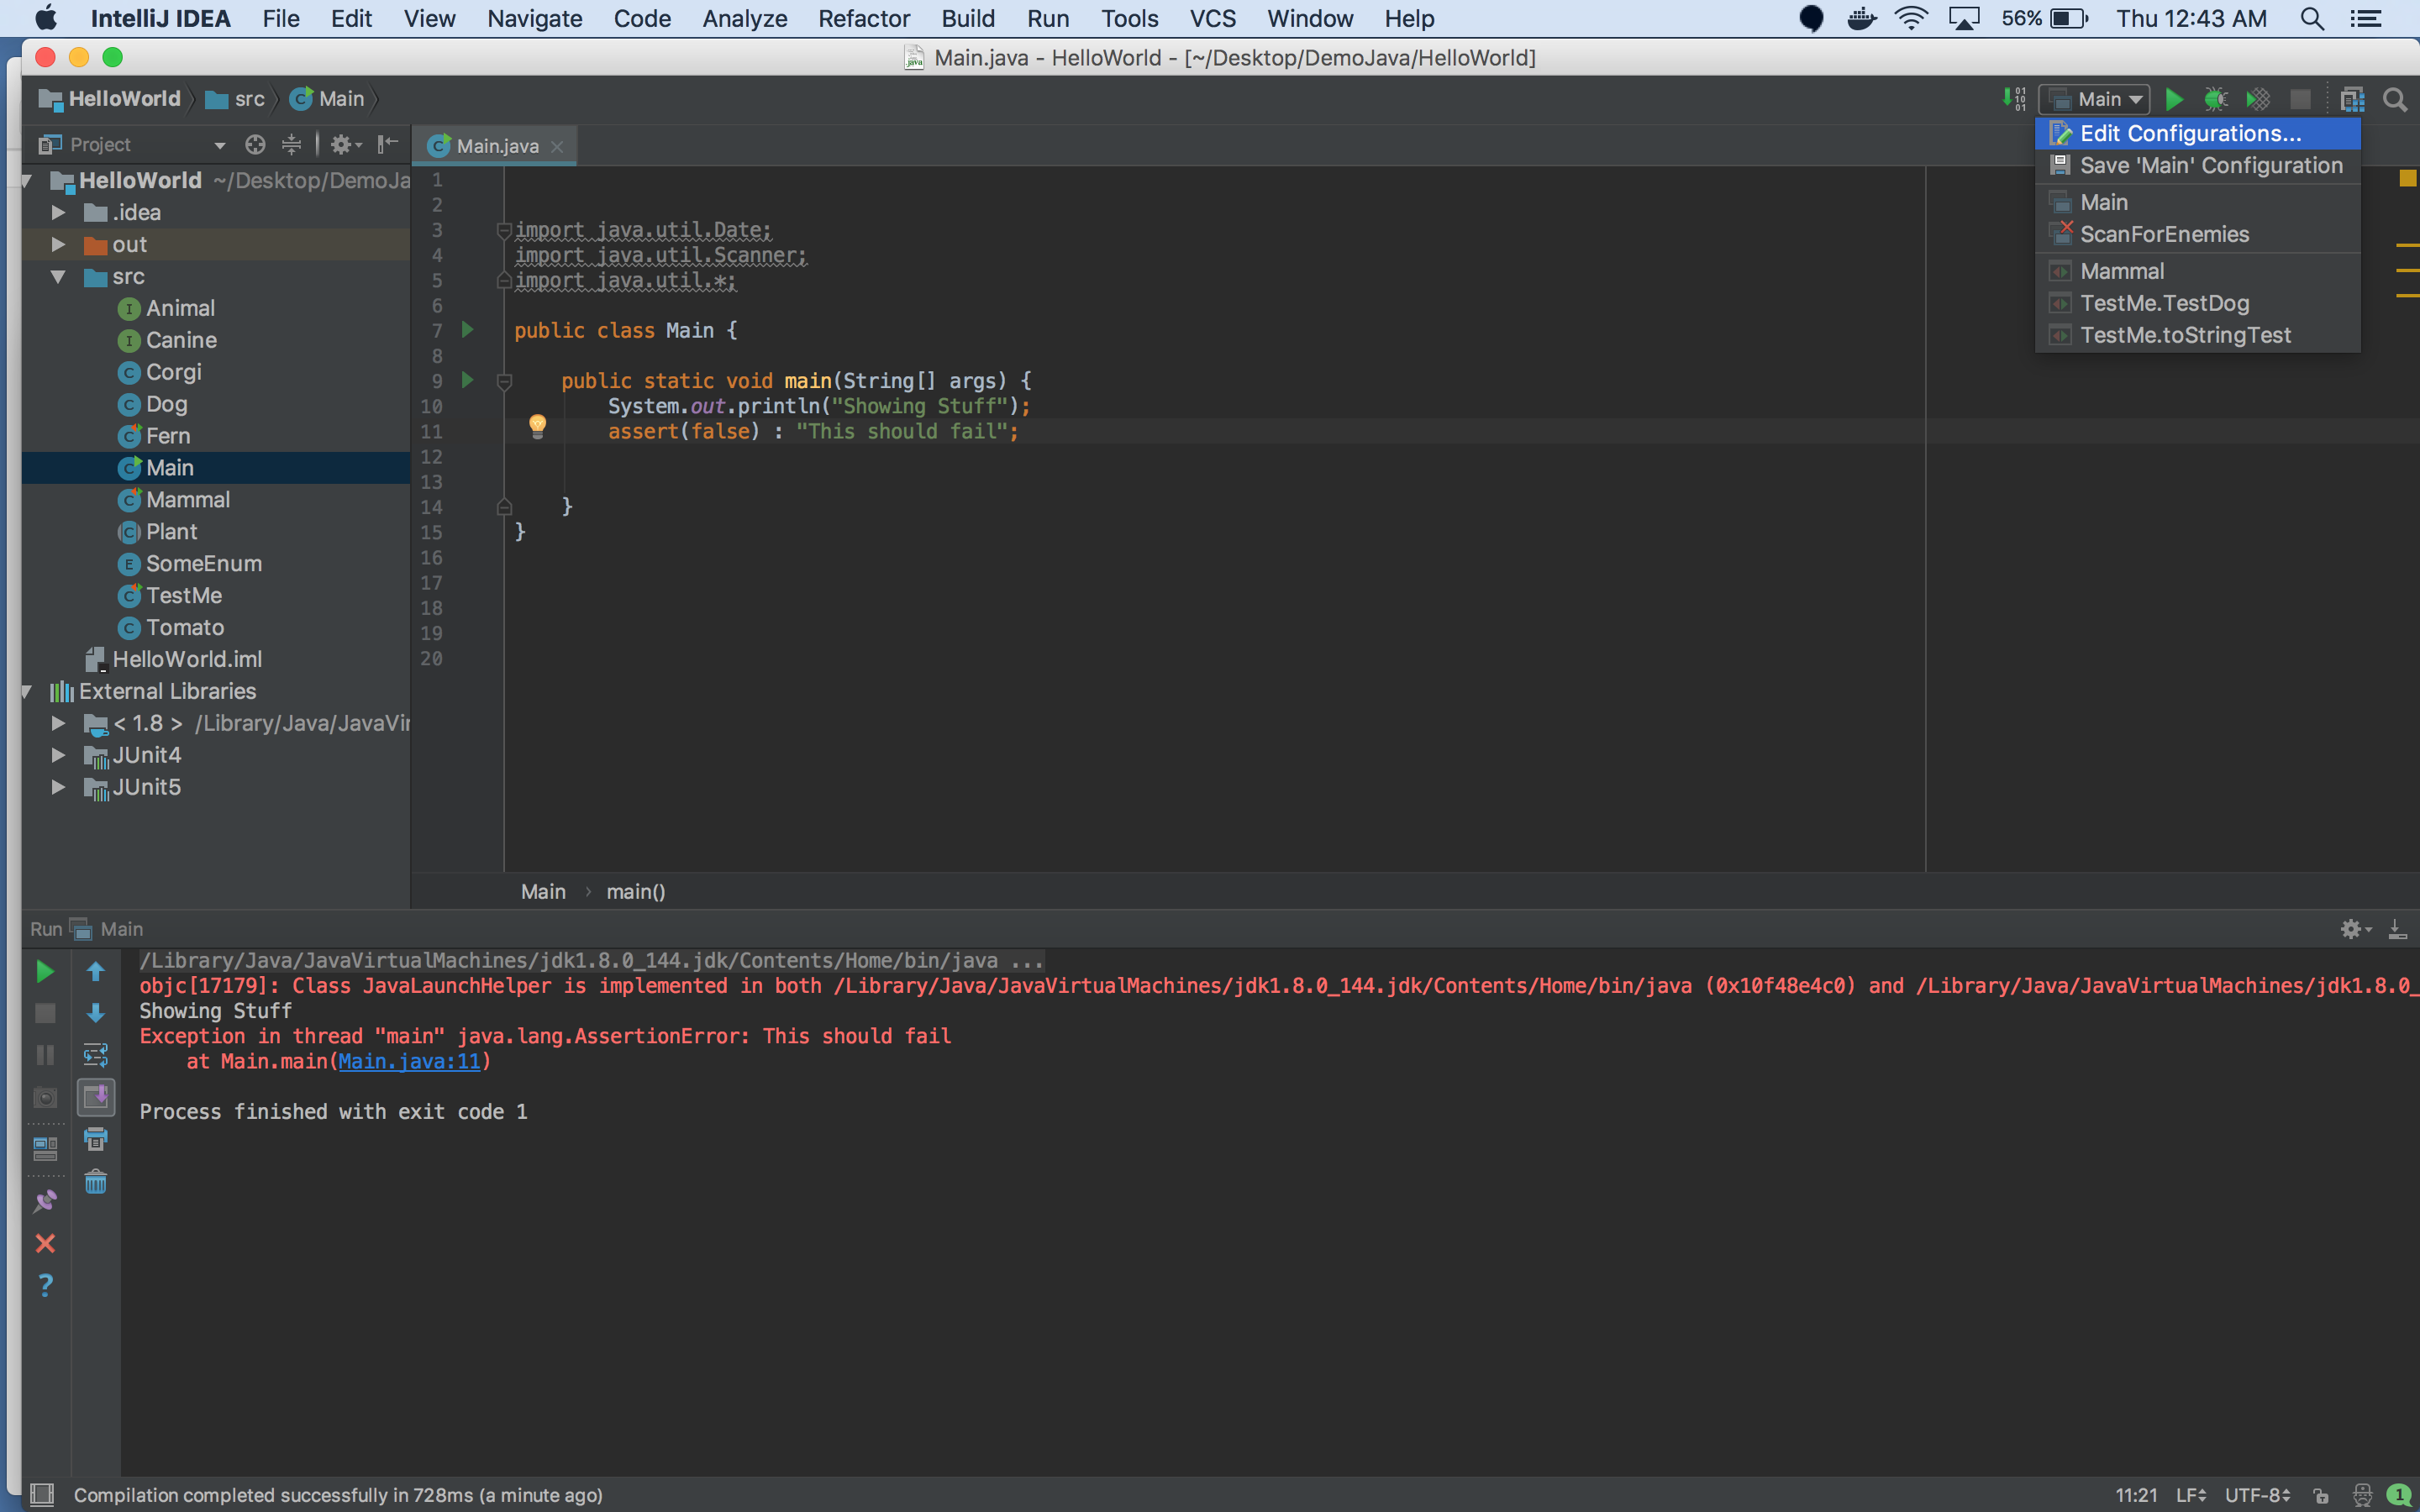 IntelliJ IDEA File Edit View Navigate Code Analyze Refactor Build Run Tools VCS Window Help 56% Thu 12:43 AM
Main.java - HelloWorld - [~/Desktop/DemoJava/HelloWorld]
HelloWorld src Main
Main
Project
Main.java
Edit Configurations...
Save 'Main' Configuration
Main
ScanForEnemies
Mammal
TestMe.TestDog
TestMe.toStringTest
HelloWorld ~/Desktop/DemoJa
.idea
out
src
Animal
Canine
Corgi
Dog
Fern
Main
Mammal
Plant
SomeEnum
TestMe
Tomato
HelloWorld.iml
External Libraries
< 1.8 > /Library/Java/JavaVir
JUnit4
JUnit5
1
2
3 import java.util.Date;
4 import java.util.Scanner;
5 import java.util.*;
6
7 public class Main {
8
9 public static void main(String[] args) {
10 System.out.println("Showing Stuff");
11 assert(false) : "This should fail";
12
13
14 }
15 }
16
17
18
19
20
Main › main()
Run Main
/Library/Java/JavaVirtualMachines/jdk1.8.0_144.jdk/Contents/Home/bin/java ...
objc[17179]: Class JavaLaunchHelper is implemented in both /Library/Java/JavaVirtualMachines/jdk1.8.0_144.jdk/Contents/Home/bin/java (0x10f48e4c0) and /Library/Java/JavaVirtualMachines/jdk1.8.0_
Showing Stuff
Exception in thread "main" java.lang.AssertionError: This should fail
at Main.main(Main.java:11)
Process finished with exit code 1
Compilation completed successfully in 728ms (a minute ago)
11:21 LF UTF-8 1